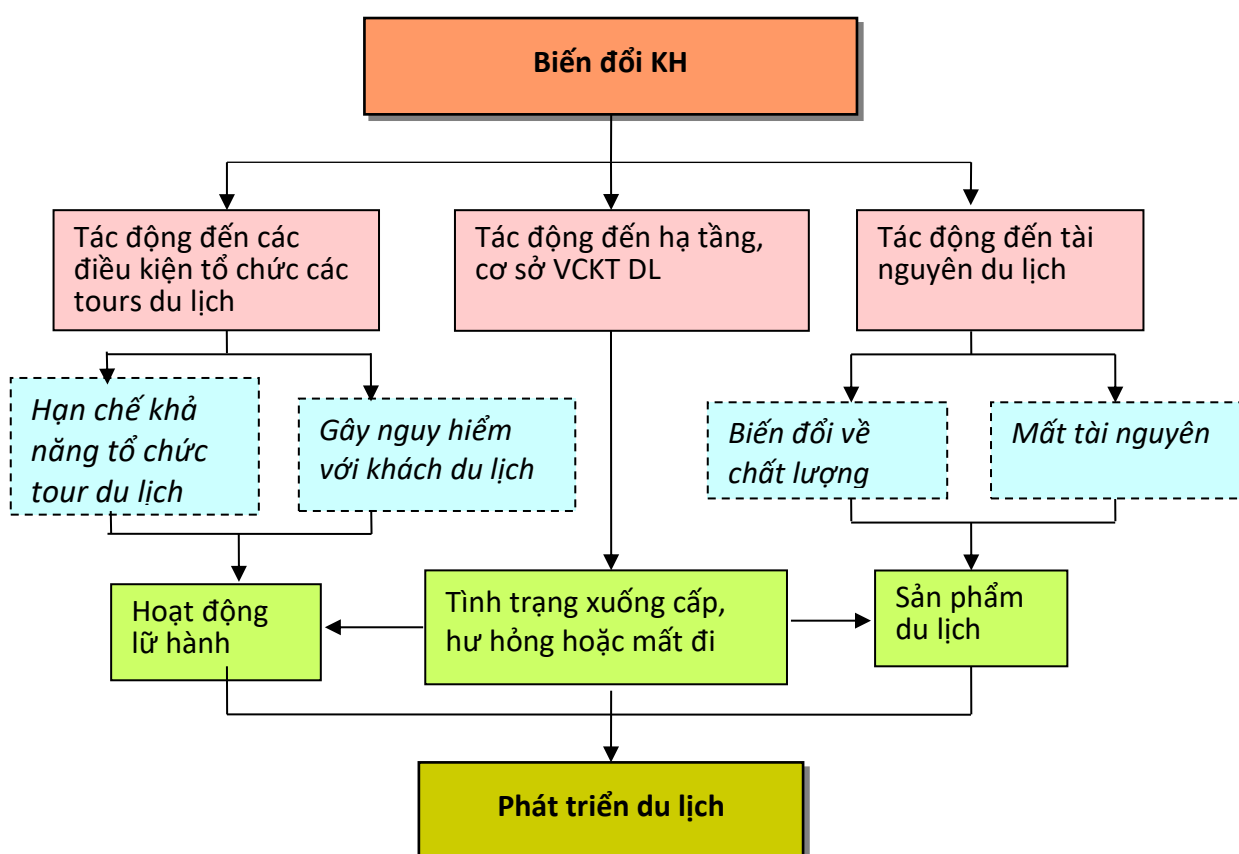 Biến đổi KH
Tác động đến các
điều kiện tổ chức các
tours du lịch
Tác động đến hạ tầng,
cơ sở VCKT DL
Tác động đến tài
nguyên du lịch
Hạn chế khả
năng tổ chức
tour du lịch
Gây nguy hiểm
với khách du lịch
Biến đổi về
chất lượng
Mất tài nguyên
Hoạt động
lữ hành
Tình trạng xuống cấp,
hư hỏng hoặc mất đi
Sản phẩm
du lịch
Phát triển du lịch